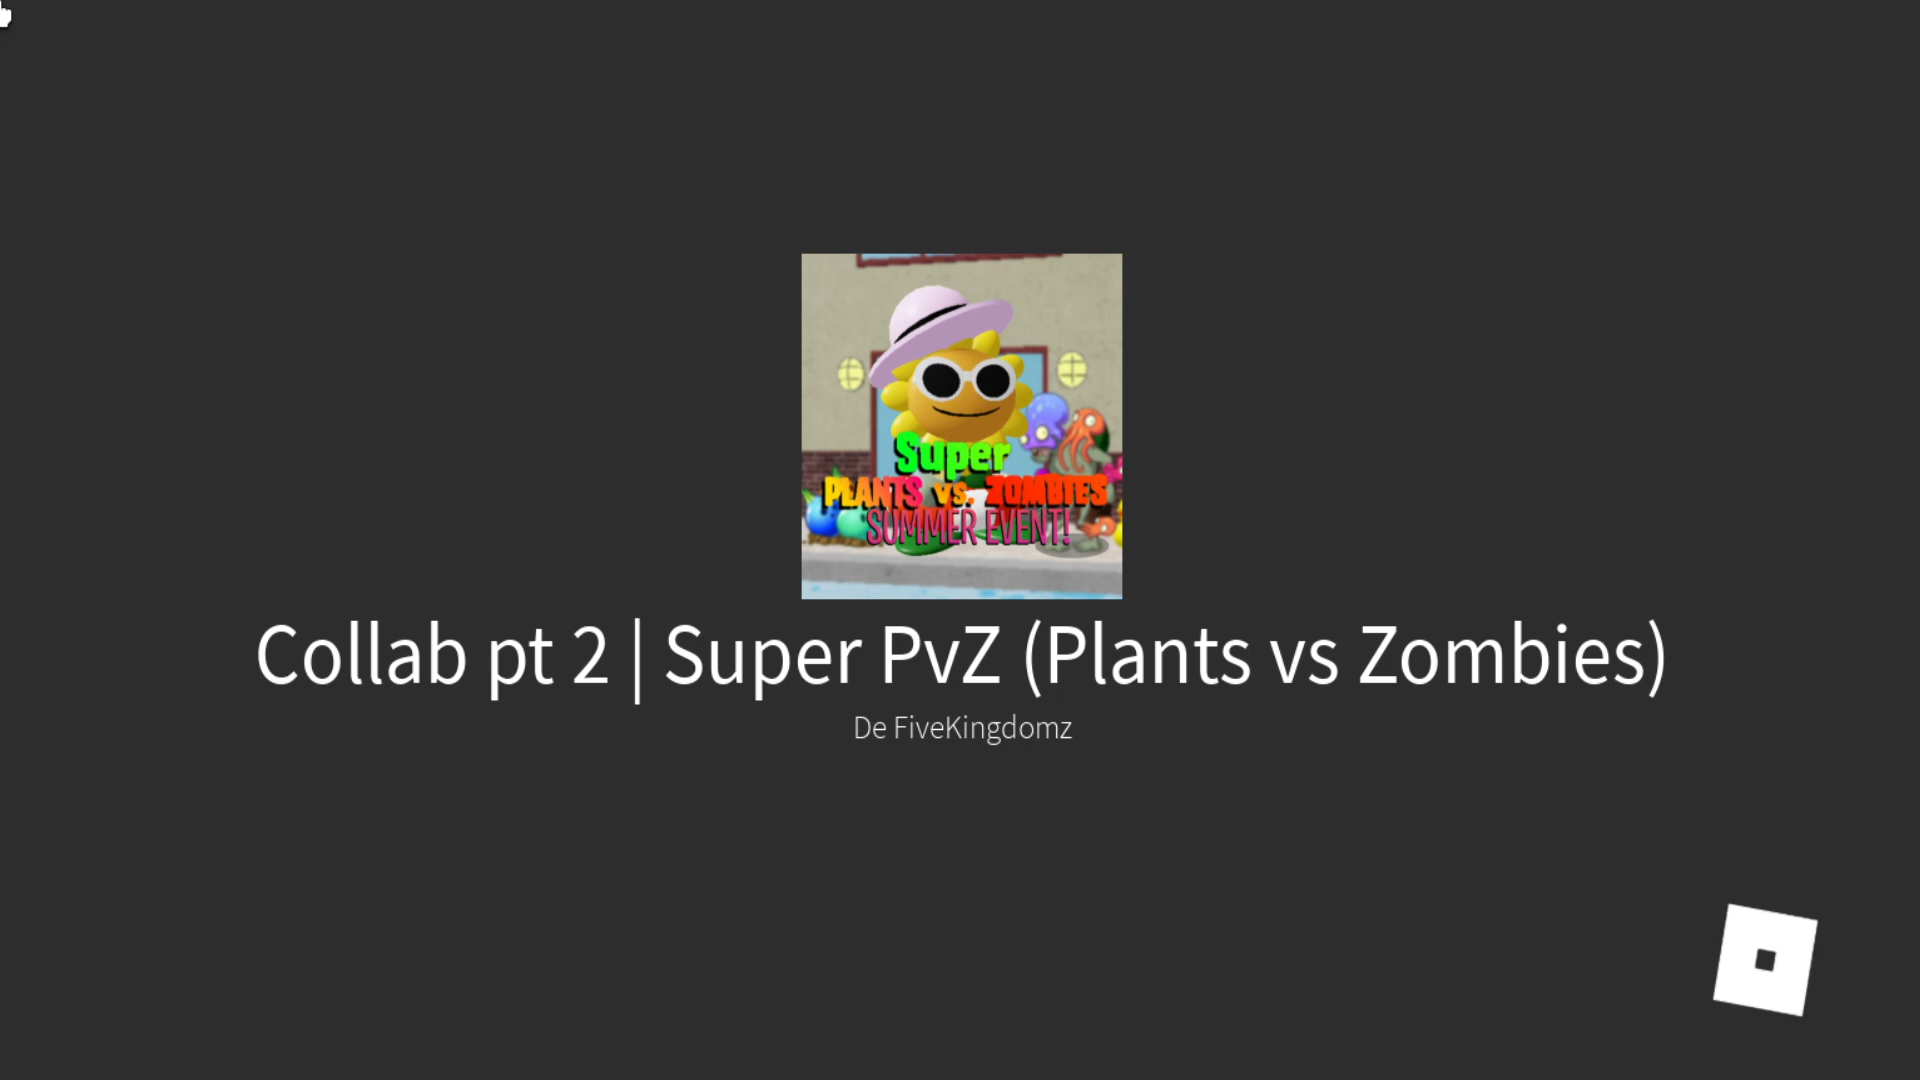 Super
PLANTS vs. ZOMBIES
SUMMER EVENT!
Collab pt 2 | Super PvZ (Plants vs Zombies)
De FiveKingdomz